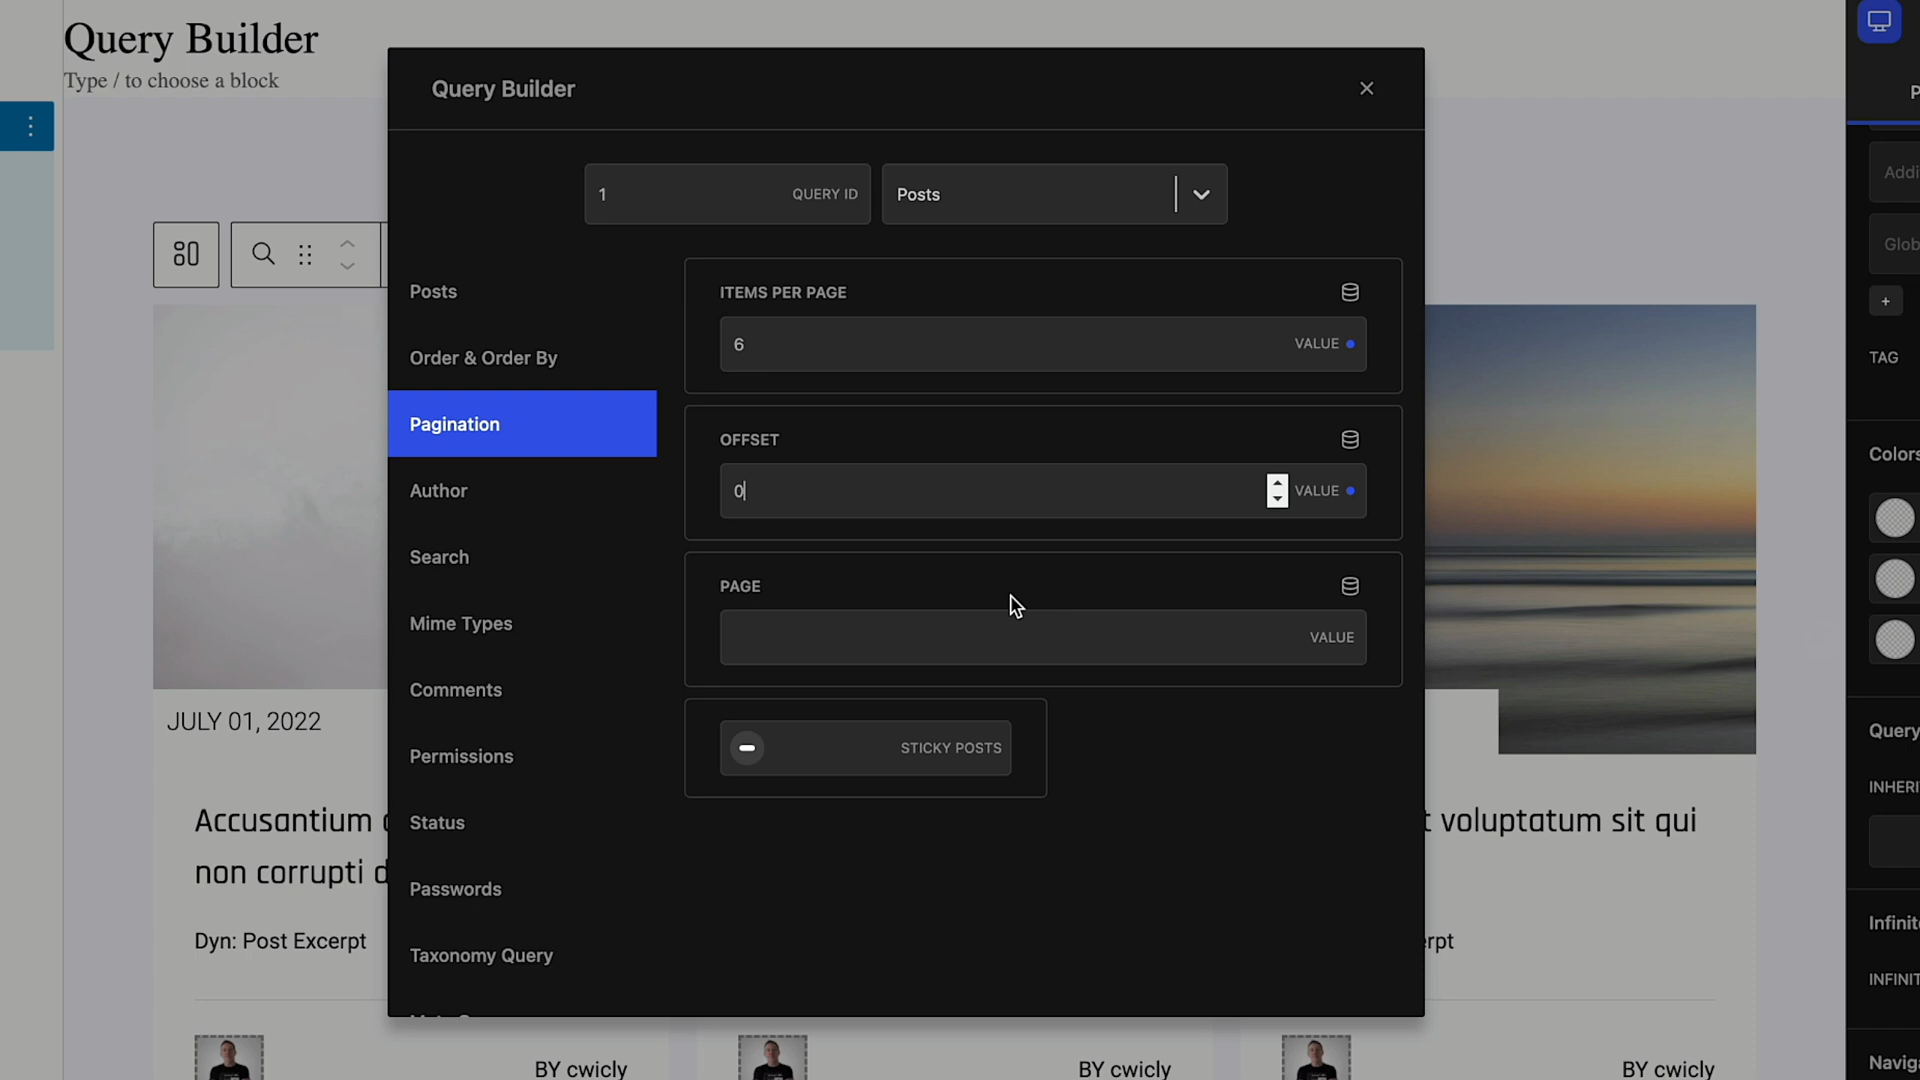 Query Builder
Type / to choose a block
Query Builder
1
QUERY ID
Posts
Posts
Order & Order By
Pagination
Author
Search
Mime Types
Comments
Permissions
Status
Passwords
Taxonomy Query
ITEMS PER PAGE
6
VALUE
OFFSET
0
VALUE
PAGE
VALUE
STICKY POSTS
JULY 01, 2022
Accusantium
non corrupti
Dyn: Post Excerpt
voluptatum sit qui
BY cwicly
BY cwicly
BY cwicly
P
Addi
Glob
+
TAG
Colors
Query
INHERI
Infinit
INFINIT
Naviga